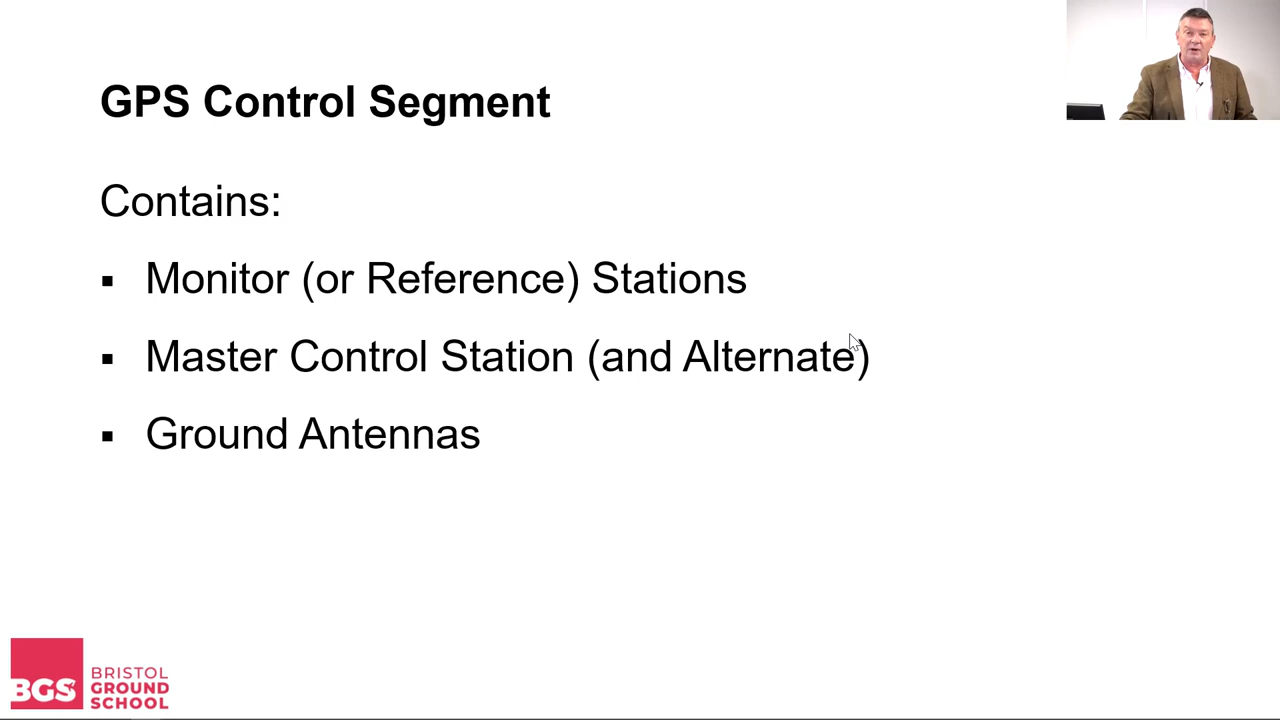 GPS Control Segment
Contains:
▪ Monitor (or Reference) Stations
▪ Master Control Station (and Alternate)
▪ Ground Antennas
BGS
BRISTOL
GROUND
SCHOOL